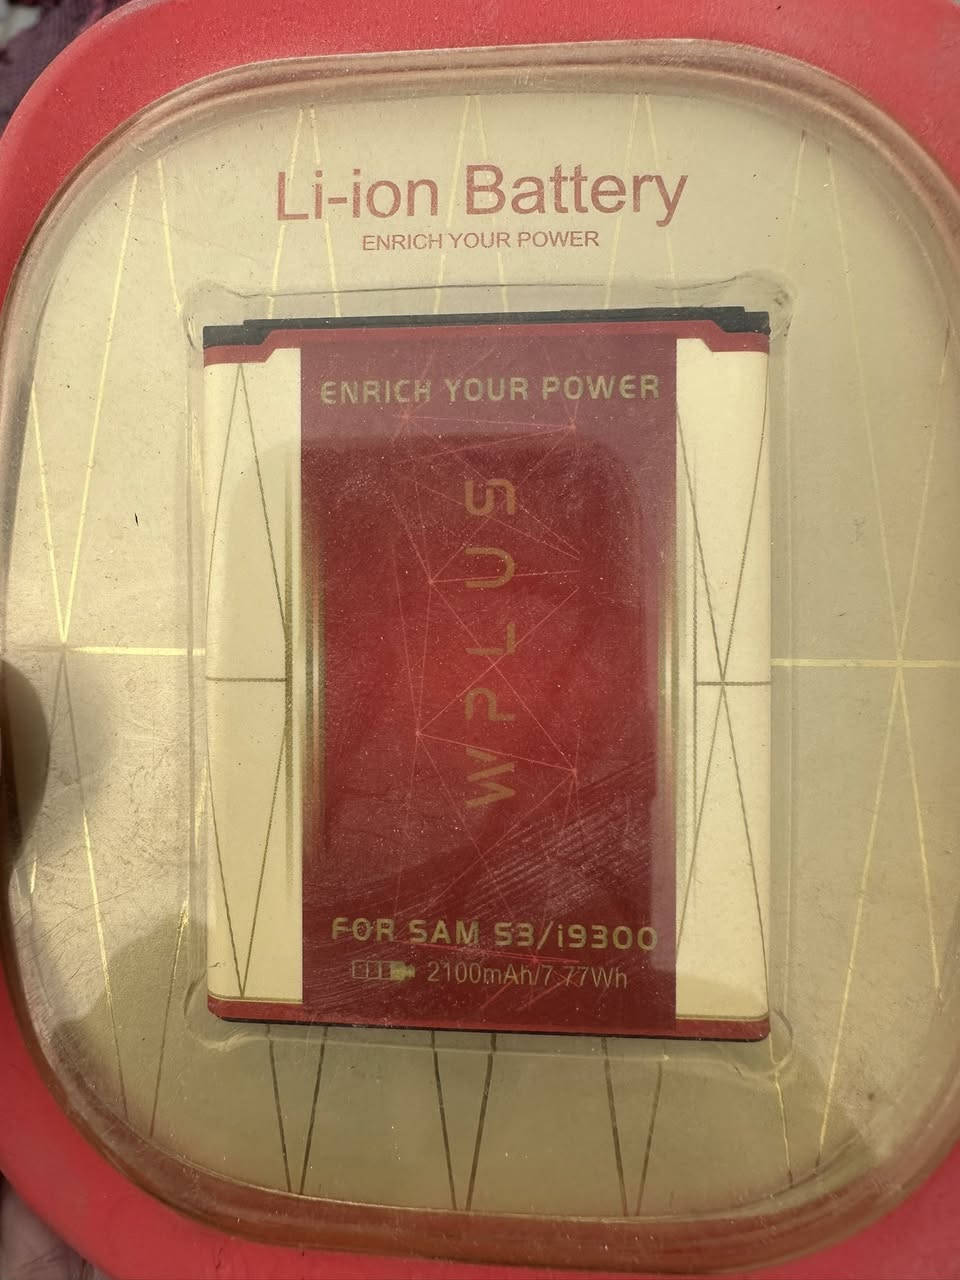 Li-ion Battery
ENRICH YOUR POWER
ENRICH YOUR POWER
WPLUS
FOR SAM S3/i9300
2100mAh/7.77Wh